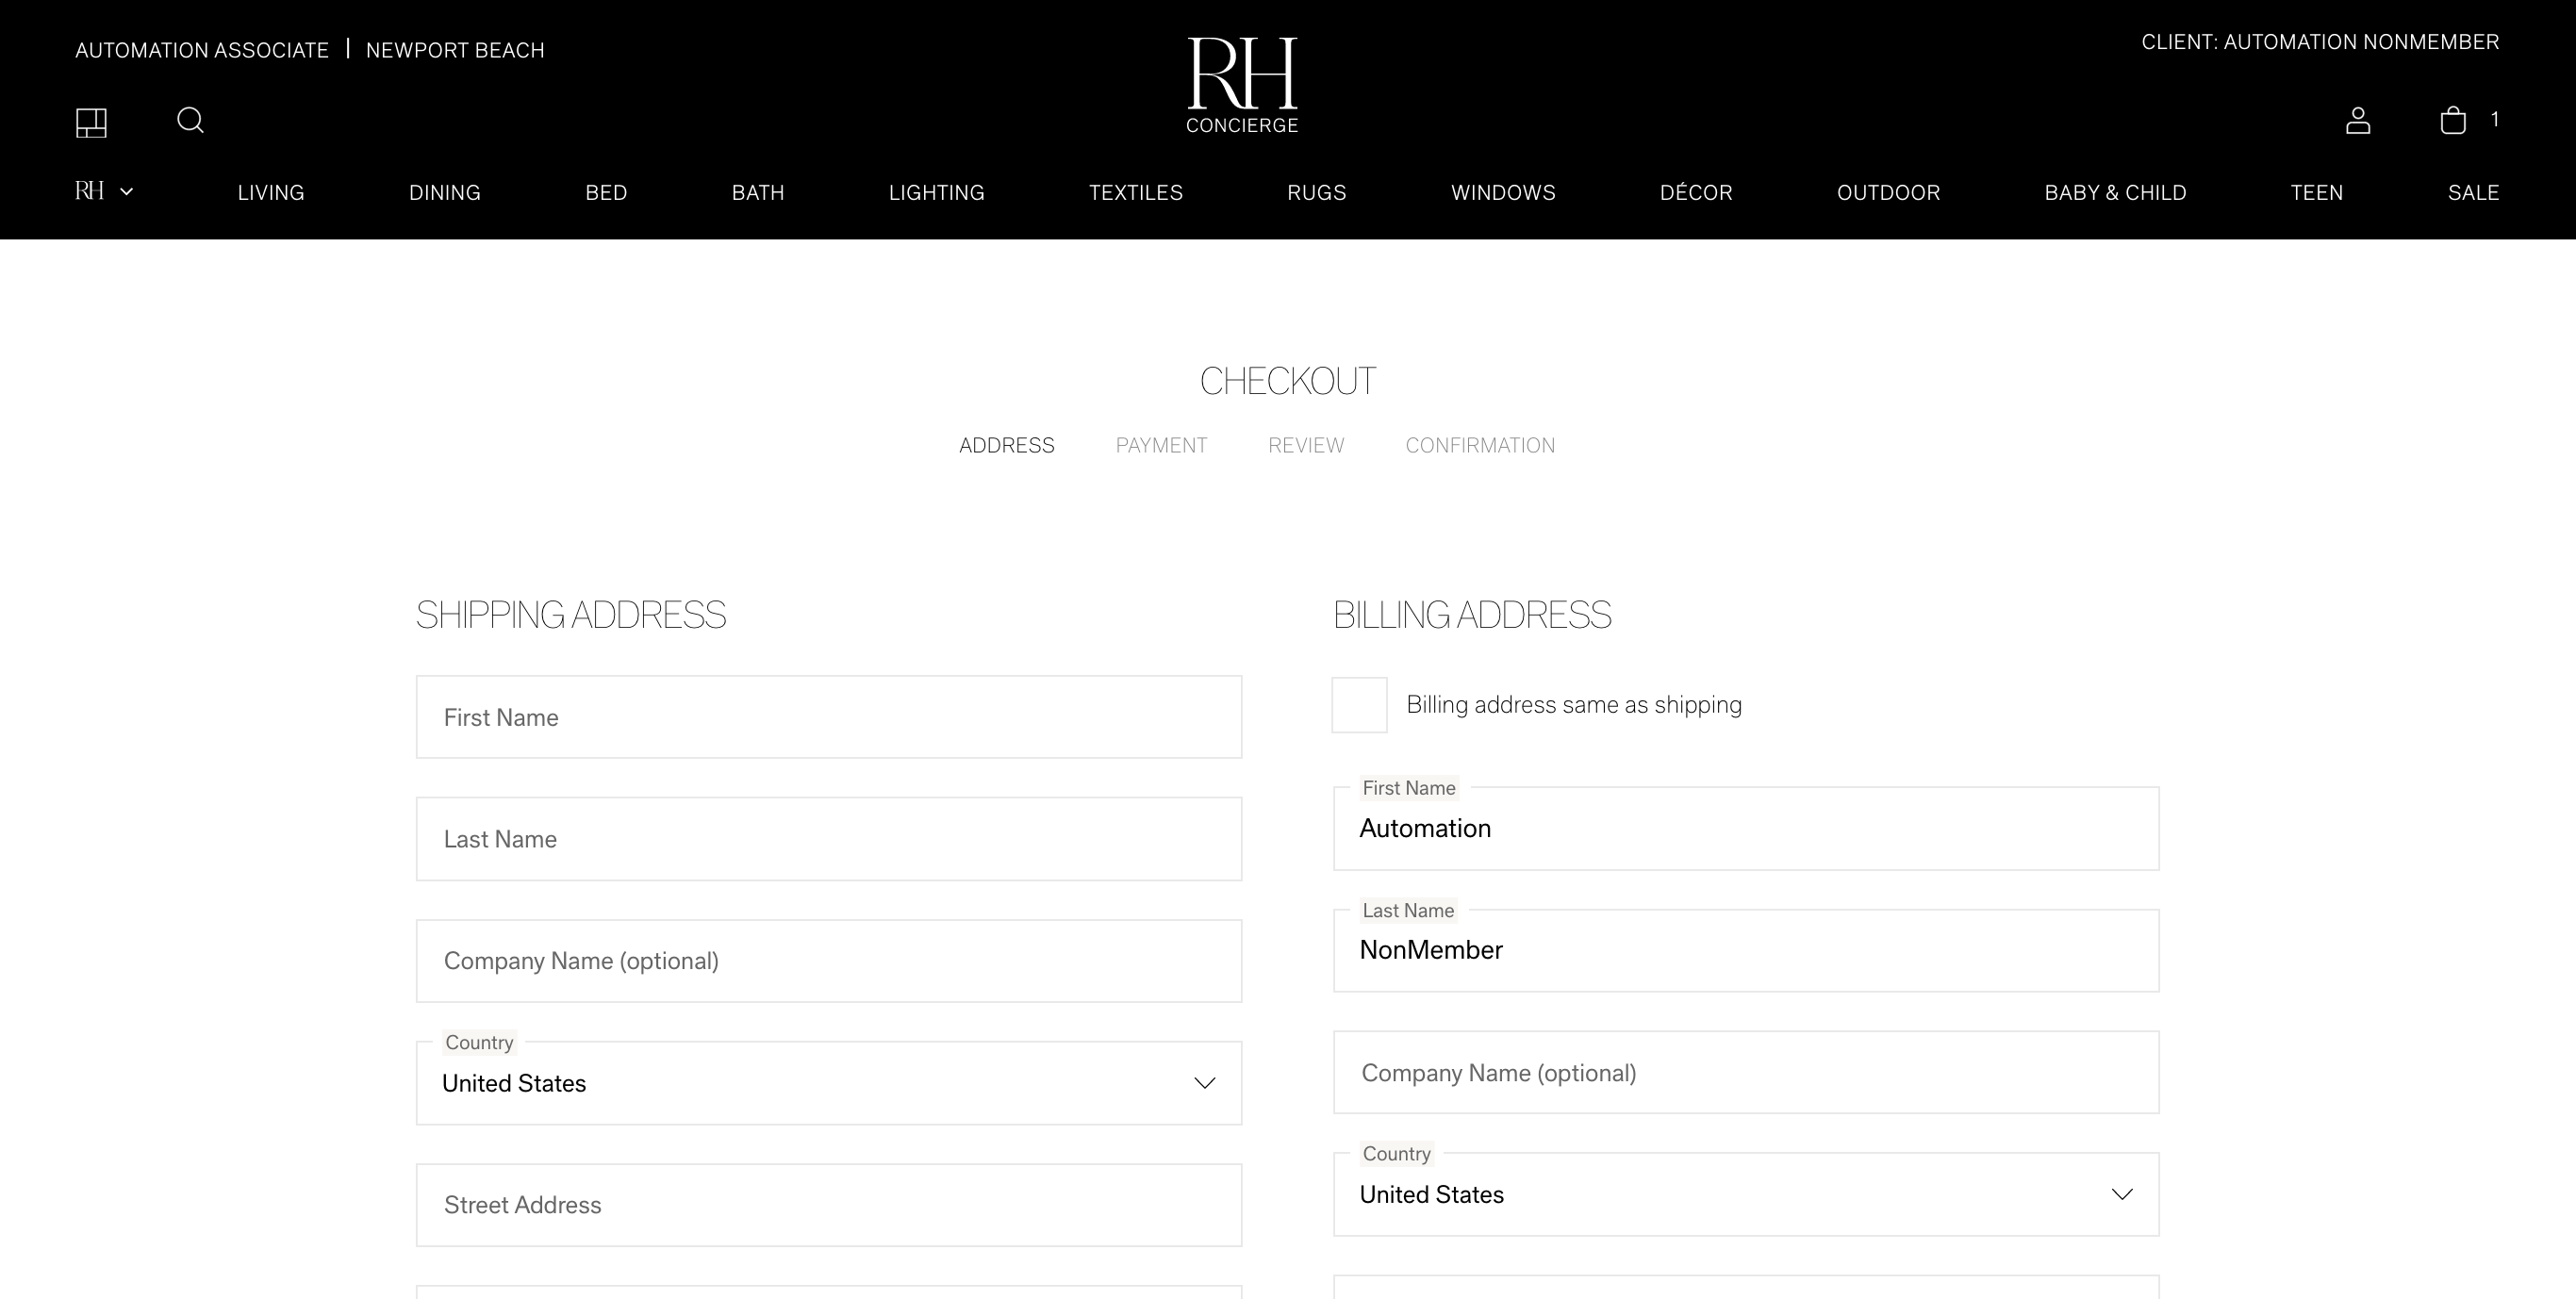 AUTOMATION ASSOCIATE | NEWPORT BEACH
RH
CONCIERGE
CLIENT: AUTOMATION NONMEMBER
1
RH LIVING DINING BED BATH LIGHTING TEXTILES RUGS WINDOWS DÉCOR OUTDOOR BABY & CHILD TEEN SALE
CHECKOUT
ADDRESS PAYMENT REVIEW CONFIRMATION
SHIPPING ADDRESS
First Name
Last Name
Company Name (optional)
Country
United States
Street Address
BILLING ADDRESS
Billing address same as shipping
First Name
Automation
Last Name
NonMember
Company Name (optional)
Country
United States